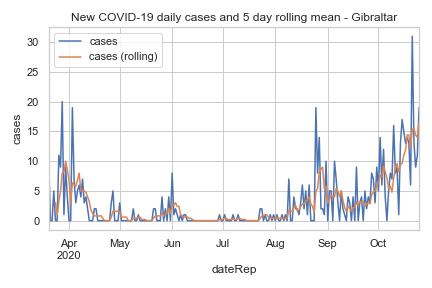 New COVID-19 daily cases and 5 day rolling mean - Gibraltar
cases
cases (rolling)
30
25
20
15
10
5
0
cases
Apr May Jun Jul Aug Sep Oct
2020
dateRep